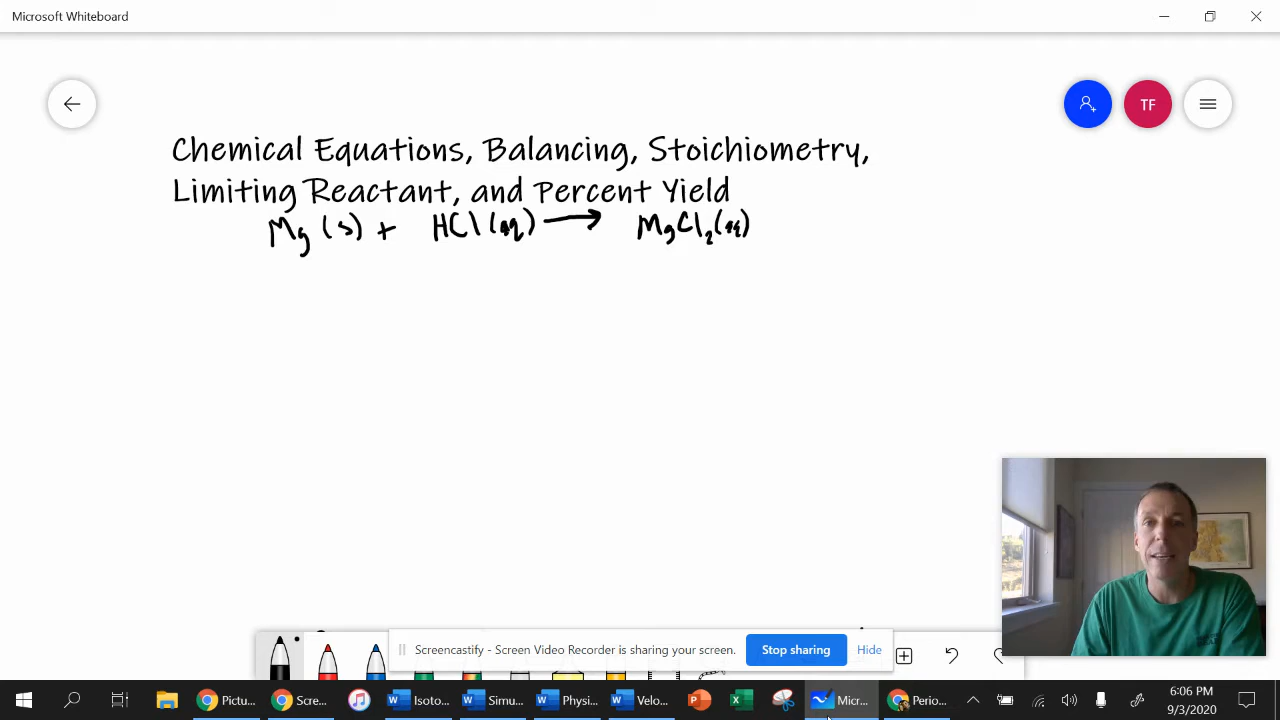 Microsoft Whiteboard
TF
Chemical Equations, Balancing, Stoichiometry,
Limiting Reactant, and Percent Yield
Mg (s) + HCl (aq) → MgCl₂ (aq)
Screencastify - Screen Video Recorder is sharing your screen.
Stop sharing
Hide
Pictu...
Scre...
Isoto...
Simu...
Physi...
Velo...
Micr...
Perio...
6:06 PM
9/3/2020